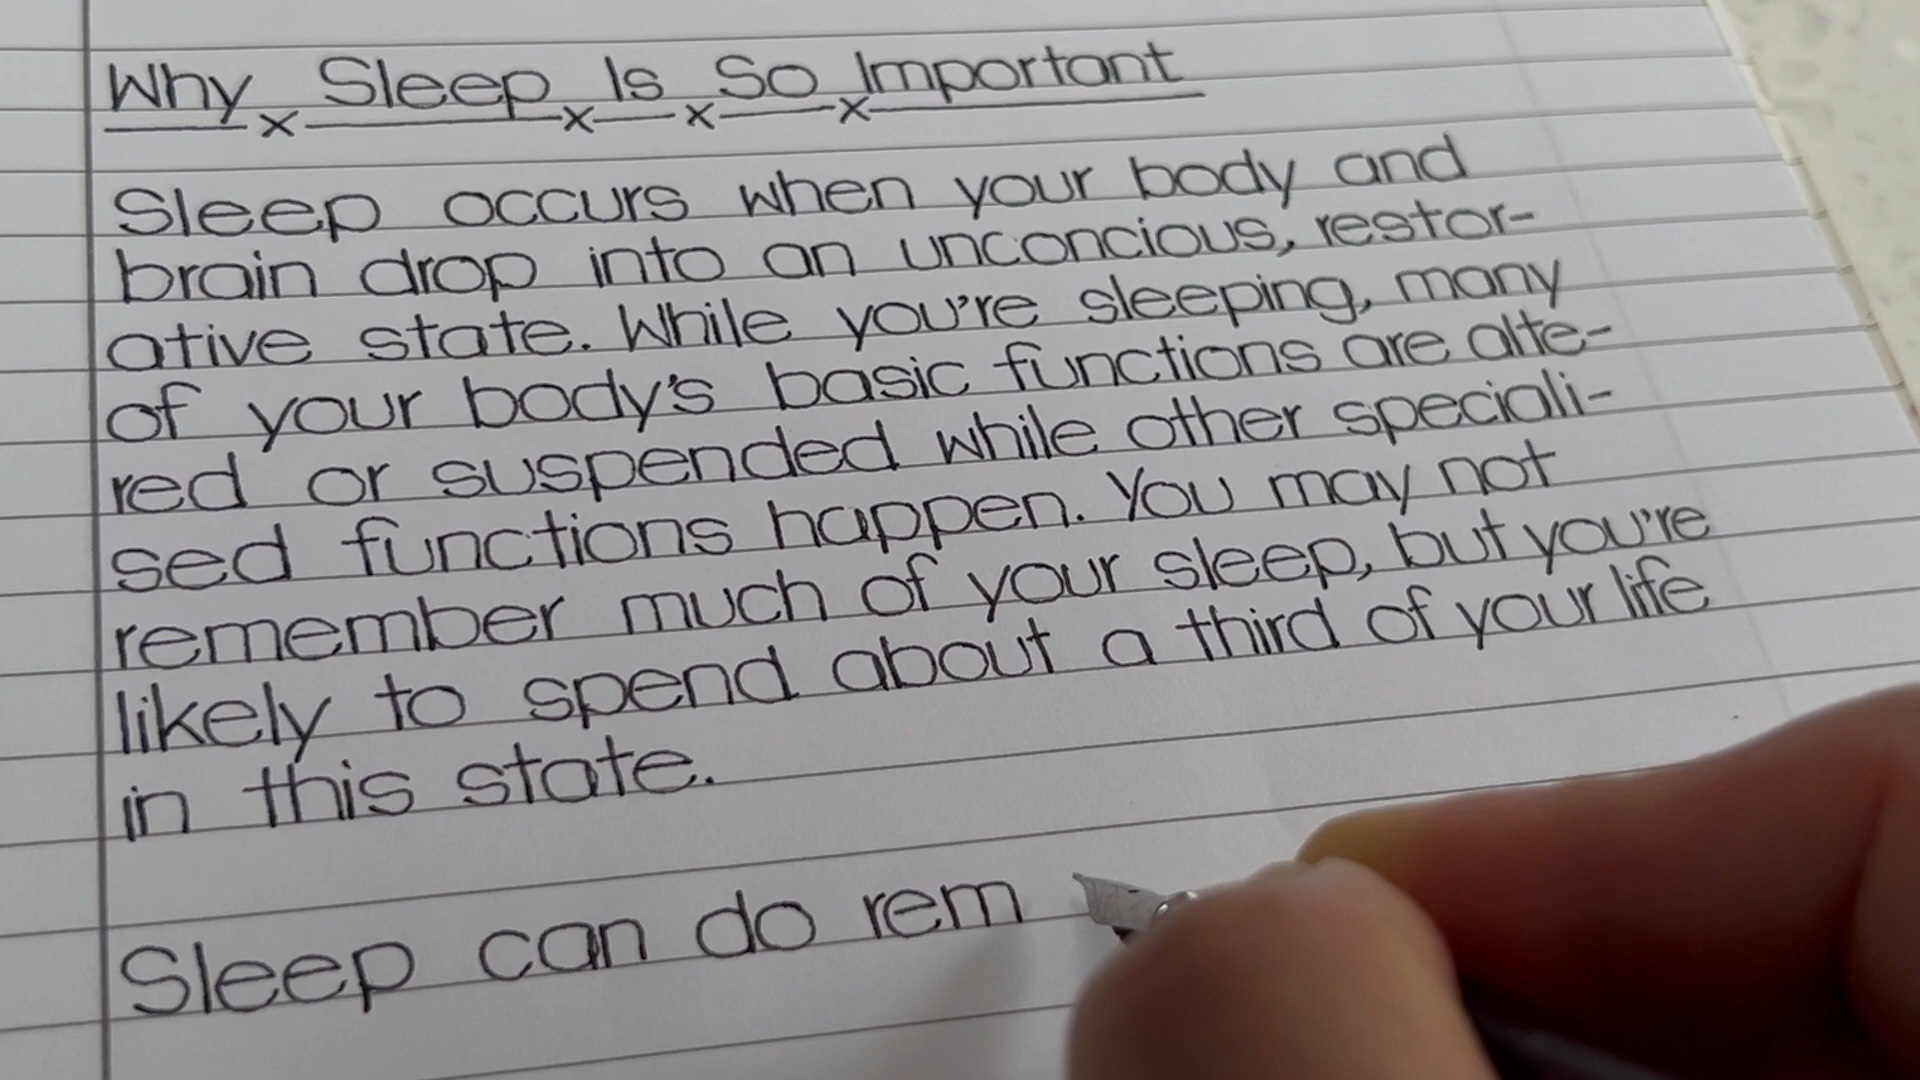 Why Sleep Is So Important
Sleep occurs when your body and
brain drop into an unconcious, restor-
ative state. While you're sleeping, many
of your body's basic functions are alte-
red or suspended while other speciali-
sed functions happen. You may not
remember much of your sleep, but you're
likely to spend about a third of your life
in this state.
Sleep can do rem